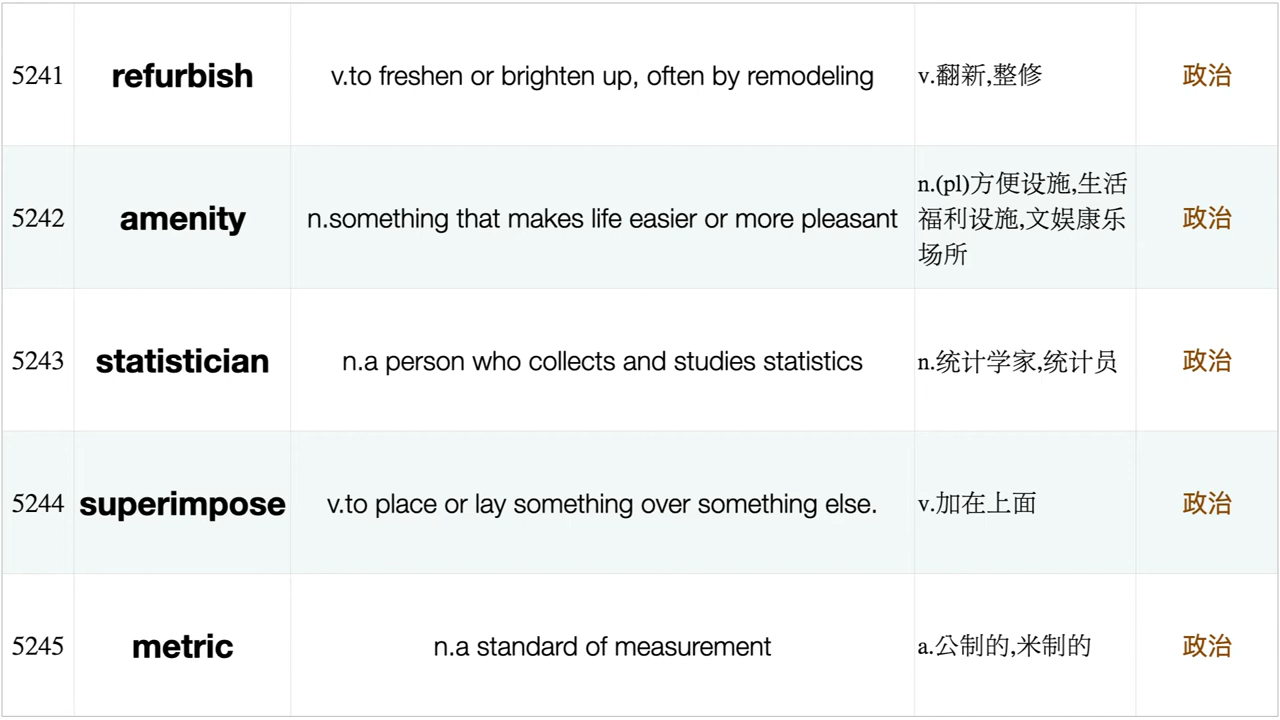 5241 refurbish v.to freshen or brighten up, often by remodeling v.翻新,整修 政治
n.(pl)方便设施,生活
5242 amenity n.something that makes life easier or more pleasant 福利设施,文娱康乐 政治
场所
5243 statistician n.a person who collects and studies statistics n.统计学家,统计员 政治
5244 superimpose v.to place or lay something over something else. v.加在上面 政治
5245 metric n.a standard of measurement a.公制的,米制的 政治